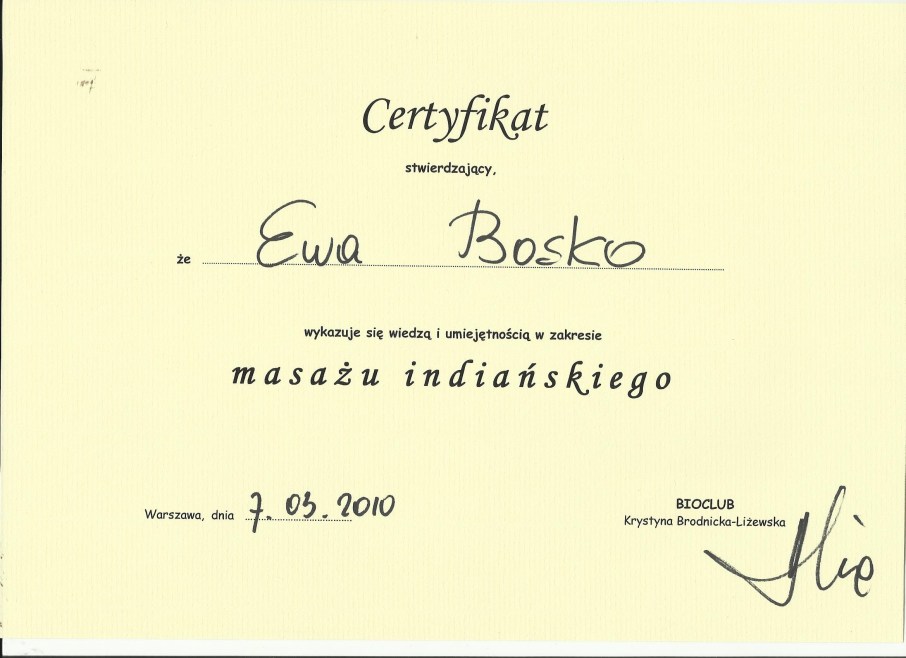 Certyfikat
stwierdzający,
że Ewa Bosko
wykazuje się wiedzą i umiejętnością w zakresie
masażu indiańskiego
Warszawa, dnia 7.03.2010
BIOCLUB
Krystyna Brodnicka-Liżewska